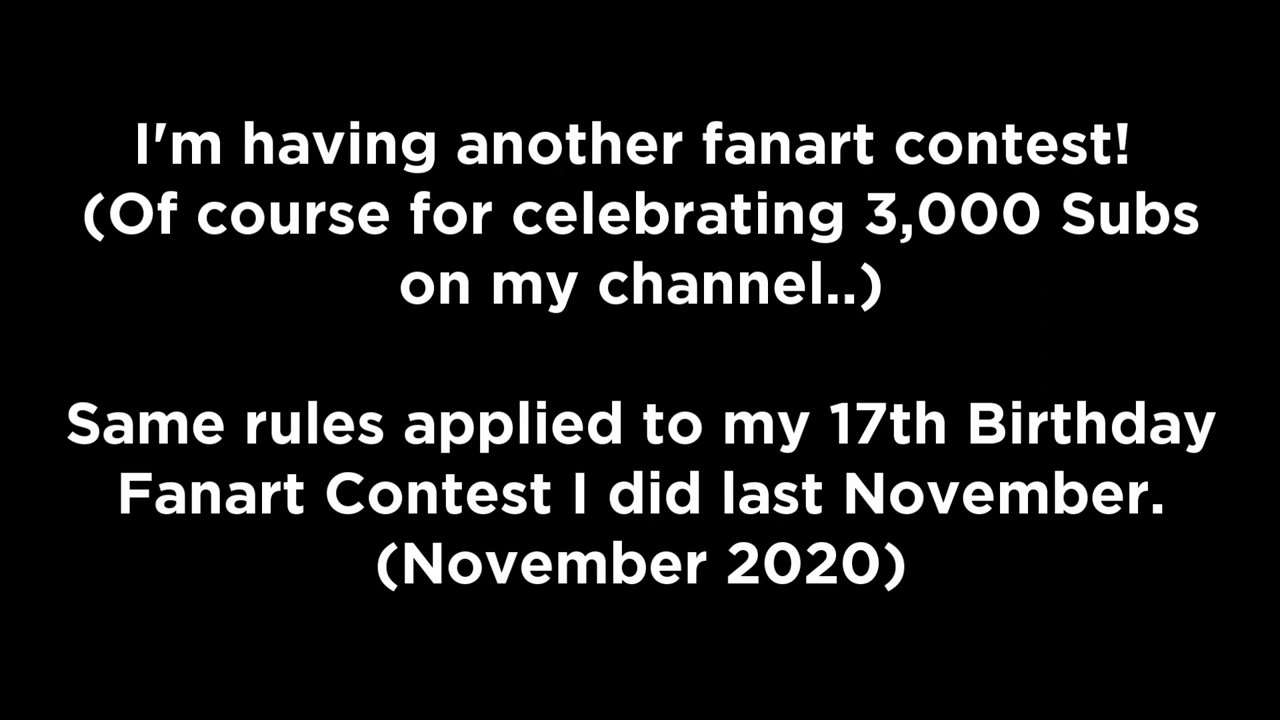 I'm having another fanart contest!
(Of course for celebrating 3,000 Subs
on my channel..)
Same rules applied to my 17th Birthday
Fanart Contest I did last November.
(November 2020)